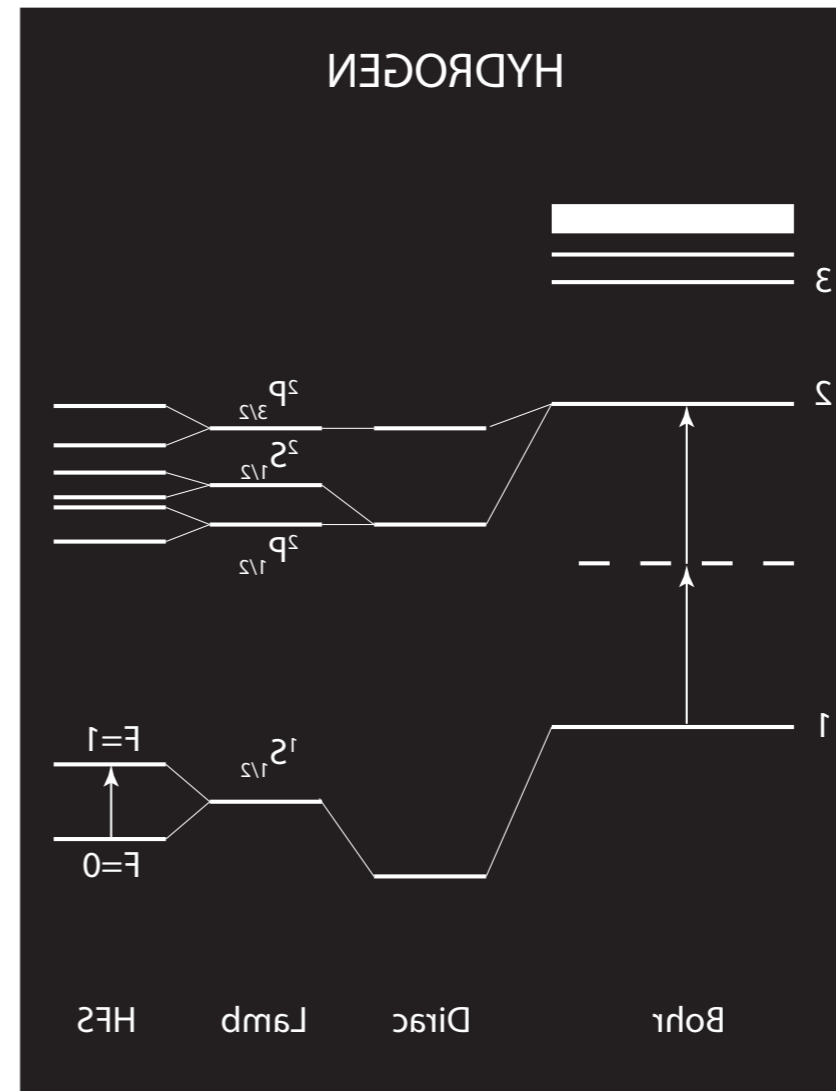 HYDROGEN
3
2
²P₃/₂
²S₁/₂
²P₁/₂
1
¹S₁/₂
F=1
F=0
Bohr Dirac Lamb HFS